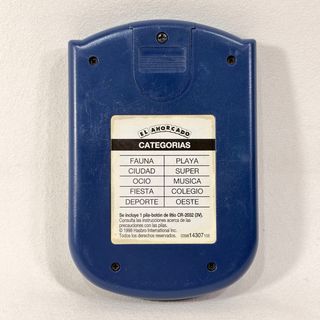 EL AHORCADO
CATEGORIAS
FAUNA PLAYA
CIUDAD SUPER
OCIO MUSICA
FIESTA COLEGIO
DEPORTE OESTE
Se incluye 1 pila-botón de litio CR-2032 (3V).
Consulta las instrucciones acerca de las
precauciones con las pilas.
© 1998 Hasbro International Inc.
Todos los derechos reservados.